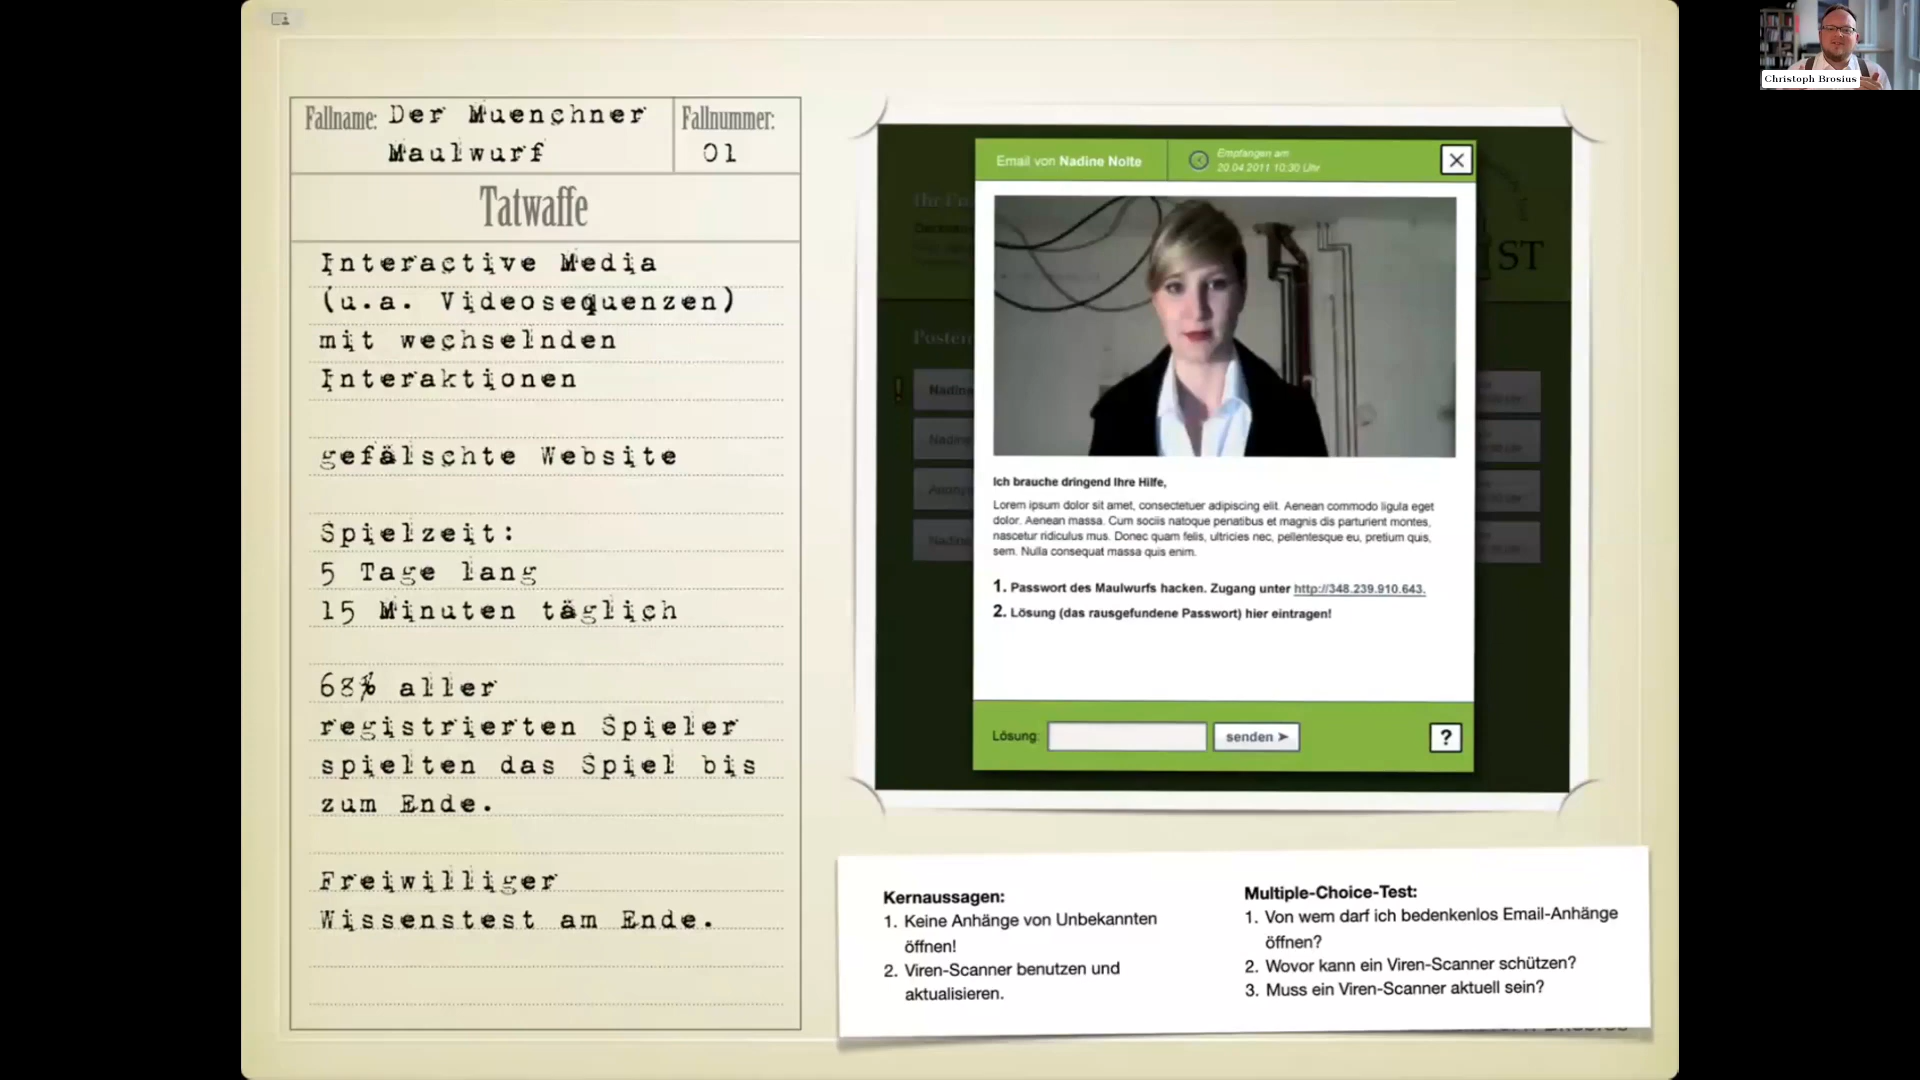 Fallname: Der Muenchner
Maulwurf
Fallnummer:
01
Tatwaffe
Interactive Media
(u.a. Videosequenzen)
mit wechselnden
Interaktionen
gefälschte Website
Spielzeit:
5 Tage lang
15 Minuten täglich
68% aller
registrierten Spieler
spielten das Spiel bis
zum Ende.
Freiwilliger
Wissenstest am Ende.
Email von Nadine Nolte
Empfangen am
20.04 2011 10:30 Uhr
ST
Posten
Nadine
Nadine
Nadine
Ich brauche dringend Ihre Hilfe,
Lorem ipsum dolor sit amet, consectetuer adipiscing elit. Aenean commodo ligula eget
dolor. Aenean massa. Cum sociis natoque penatibus et magnis dis parturient montes,
nascetur ridiculus mus. Donec quam felis, ultricies nec, pellentesque eu, pretium quis,
sem. Nulla consequat massa quis enim.
1. Passwort des Maulwurfs hacken. Zugang unter http://348.239.910.643.
2. Lösung (das rausgefundene Passwort) hier eintragen!
Lösung:
senden
?
Kernaussagen:
1. Keine Anhänge von Unbekannten
öffnen!
2. Viren-Scanner benutzen und
aktualisieren.
Multiple-Choice-Test:
1. Von wem darf ich bedenkenlos Email-Anhänge
öffnen?
2. Wovor kann ein Viren-Scanner schützen?
3. Muss ein Viren-Scanner aktuell sein?
Christoph Brosius